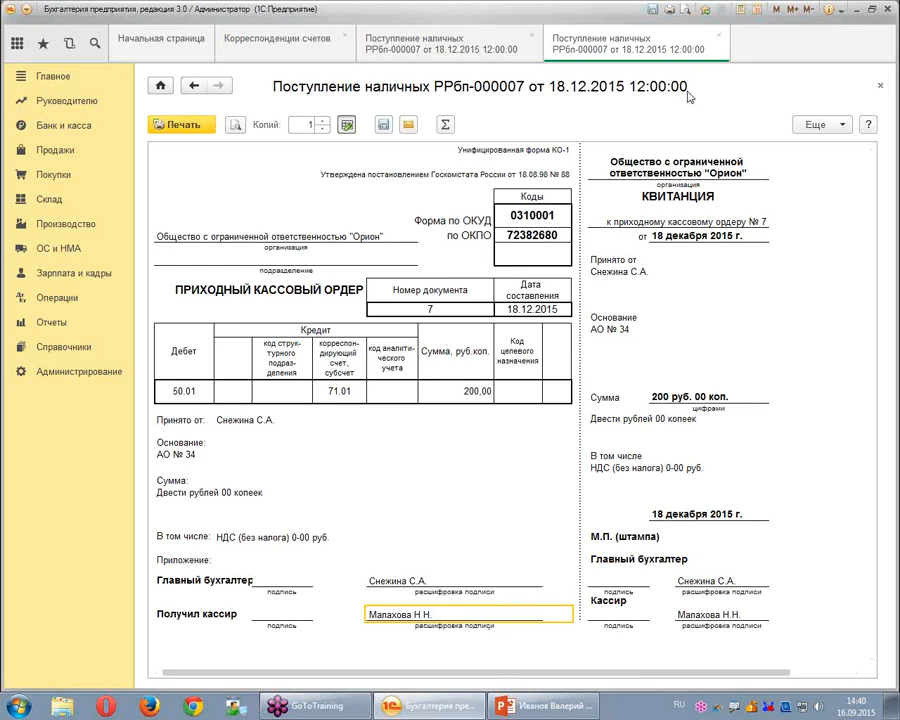 Бухгалтерия предприятия, редакция 3.0 / Администратор (1С:Предприятие)
M M+ M-
Начальная страница
Корреспонденции счетов
Поступление наличных
РРбп-000007 от 18.12.2015 12:00:00
Поступление наличных
РРбп-000007 от 18.12.2015 12:00:00
Главное
Руководителю
Банк и касса
Продажи
Покупки
Склад
Производство
ОС и НМА
Зарплата и кадры
Операции
Отчеты
Справочники
Администрирование
Поступление наличных РРбп-000007 от 18.12.2015 12:00:00
Печать
Копий: 1
Еще
?
Унифицированная форма КО-1
Утверждена постановлением Госкомстата России от 18.08.98 № 88
Коды
Форма по ОКУД 0310001
Общество с ограниченной ответственностью "Орион" по ОКПО 72382680
организация
подразделение
ПРИХОДНЫЙ КАССОВЫЙ ОРДЕР
Номер документа
Дата составления
7
18.12.2015
Дебет
Кредит
код струк-
турного
подраз-
деления
корреспон-
дирующий
счет,
субсчет
код аналити-
ческого
учета
Сумма, руб.коп.
Код
целевого
назначения
50.01 71.01 200,00
Принято от: Снежина С.А.
Основание:
АО № 34
Сумма:
Двести рублей 00 копеек
В том числе: НДС (без налога) 0-00 руб.
Приложение:
Главный бухгалтер Снежина С.А.
подпись расшифровка подписи
Получил кассир Малахова Н.Н.
подпись расшифровка подписи
Общество с ограниченной
ответственностью "Орион"
организация
КВИТАНЦИЯ
к приходному кассовому ордеру № 7
от 18 декабря 2015 г.
Принято от
Снежина С.А.
Основание
АО № 34
Сумма 200 руб. 00 коп.
цифрами
Двести рублей 00 копеек
В том числе
НДС (без налога) 0-00 руб.
18 декабря 2015 г.
М.П. (штампа)
Главный бухгалтер
Снежина С.А.
подпись расшифровка подписи
Кассир
Малахова Н.Н.
подпись расшифровка подписи
GoToTraining
Бухгалтерия пре...
Иванов Валерий ...
RU
14:40
16.09.2015